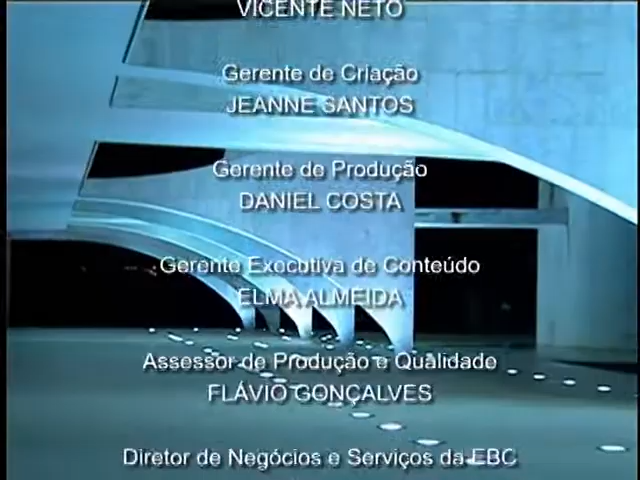 VICENTE NETO
Gerente de Criação
JEANNE SANTOS
Gerente de Produção
DANIEL COSTA
Gerente Executiva de Conteúdo
ELMA ALMEIDA
Assessor de Produção e Qualidade
FLÁVIO GONÇALVES
Diretor de Negócios e Serviços da EBC